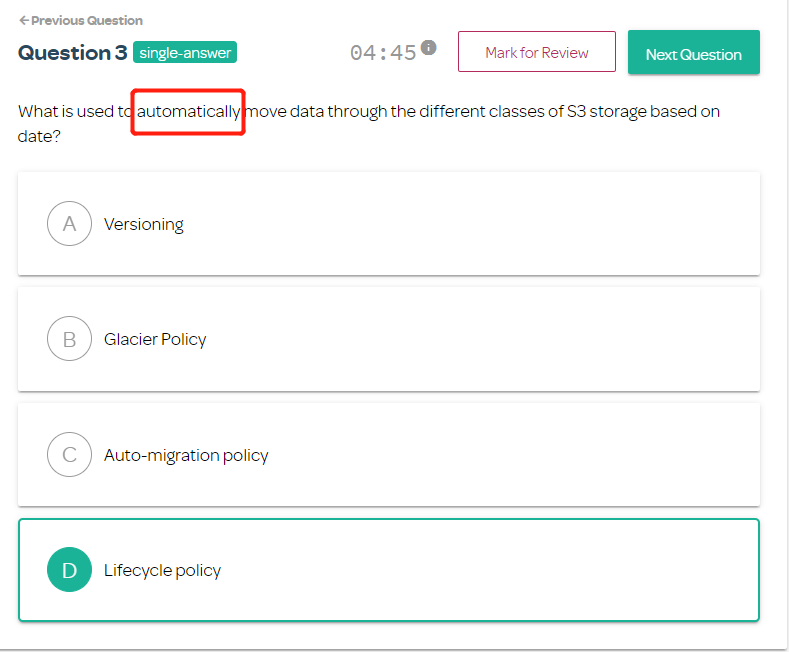 ←Previous Question
Question 3 single-answer 04:45 i Mark for Review Next Question
What is used to automatically move data through the different classes of S3 storage based on
date?
A Versioning
B Glacier Policy
C Auto-migration policy
D Lifecycle policy